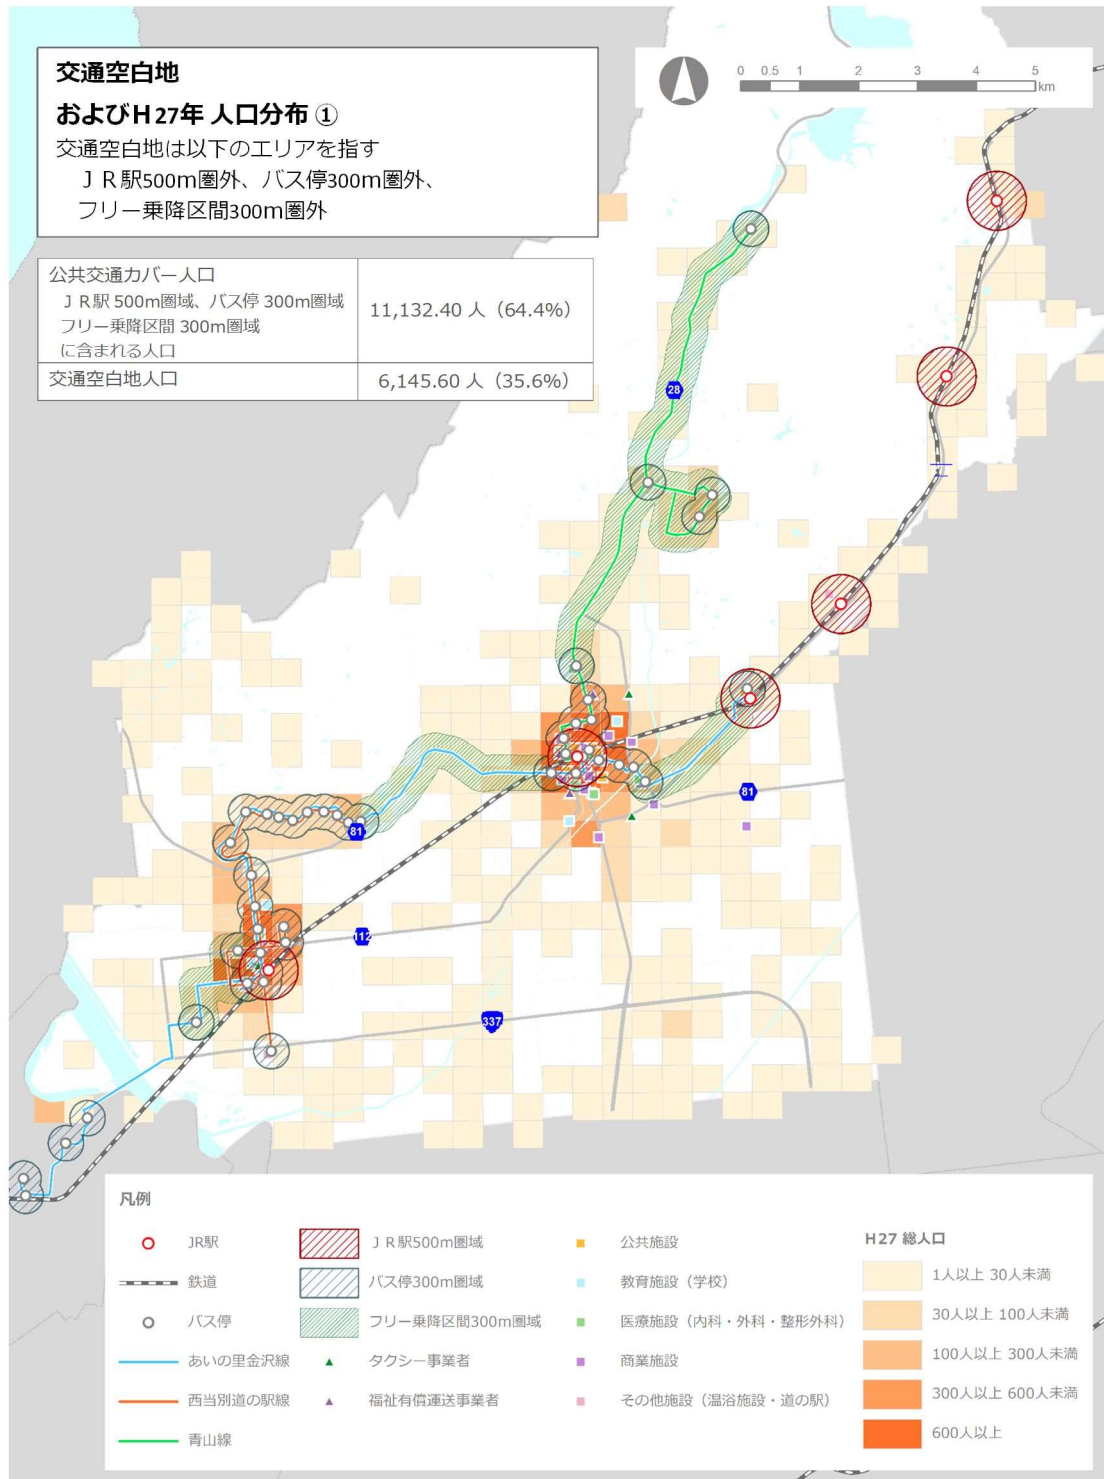 交通空白地
およびH27年 人口分布 ①
交通空白地は以下のエリアを指す
ＪＲ駅500m圏外、バス停300m圏外、
フリー乗降区間300m圏外
0 0.5 1 2 3 4 5
km
公共交通カバー人口
ＪＲ駅 500m圏域、バス停 300m圏域
フリー乗降区間 300m圏域
に含まれる人口
11,132.40 人（64.4%）
交通空白地人口
6,145.60 人（35.6%）
28
81
81
112
337
凡例
JR駅
鉄道
バス停
あいの里金沢線
西当別道の駅線
青山線
ＪＲ駅500m圏域
バス停300m圏域
フリー乗降区間300m圏域
タクシー事業者
福祉有償運送事業者
公共施設
教育施設（学校）
医療施設（内科・外科・整形外科）
商業施設
その他施設（温浴施設・道の駅）
H27 総人口
1人以上 30人未満
30人以上 100人未満
100人以上 300人未満
300人以上 600人未満
600人以上